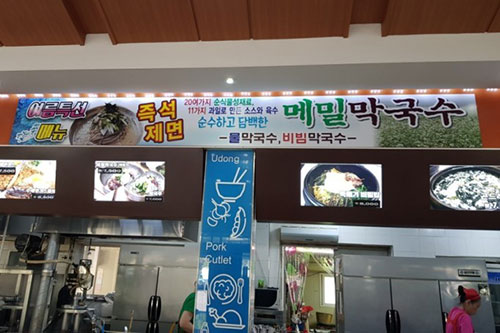 여름특선
메뉴
즉석
제면
20여가지 순식물성재료,
11가지 과일로 만든 소스와 육수
순수하고 담백한
메밀막국수
-물막국수,비빔막국수-
Udong
Pork
Cutlet